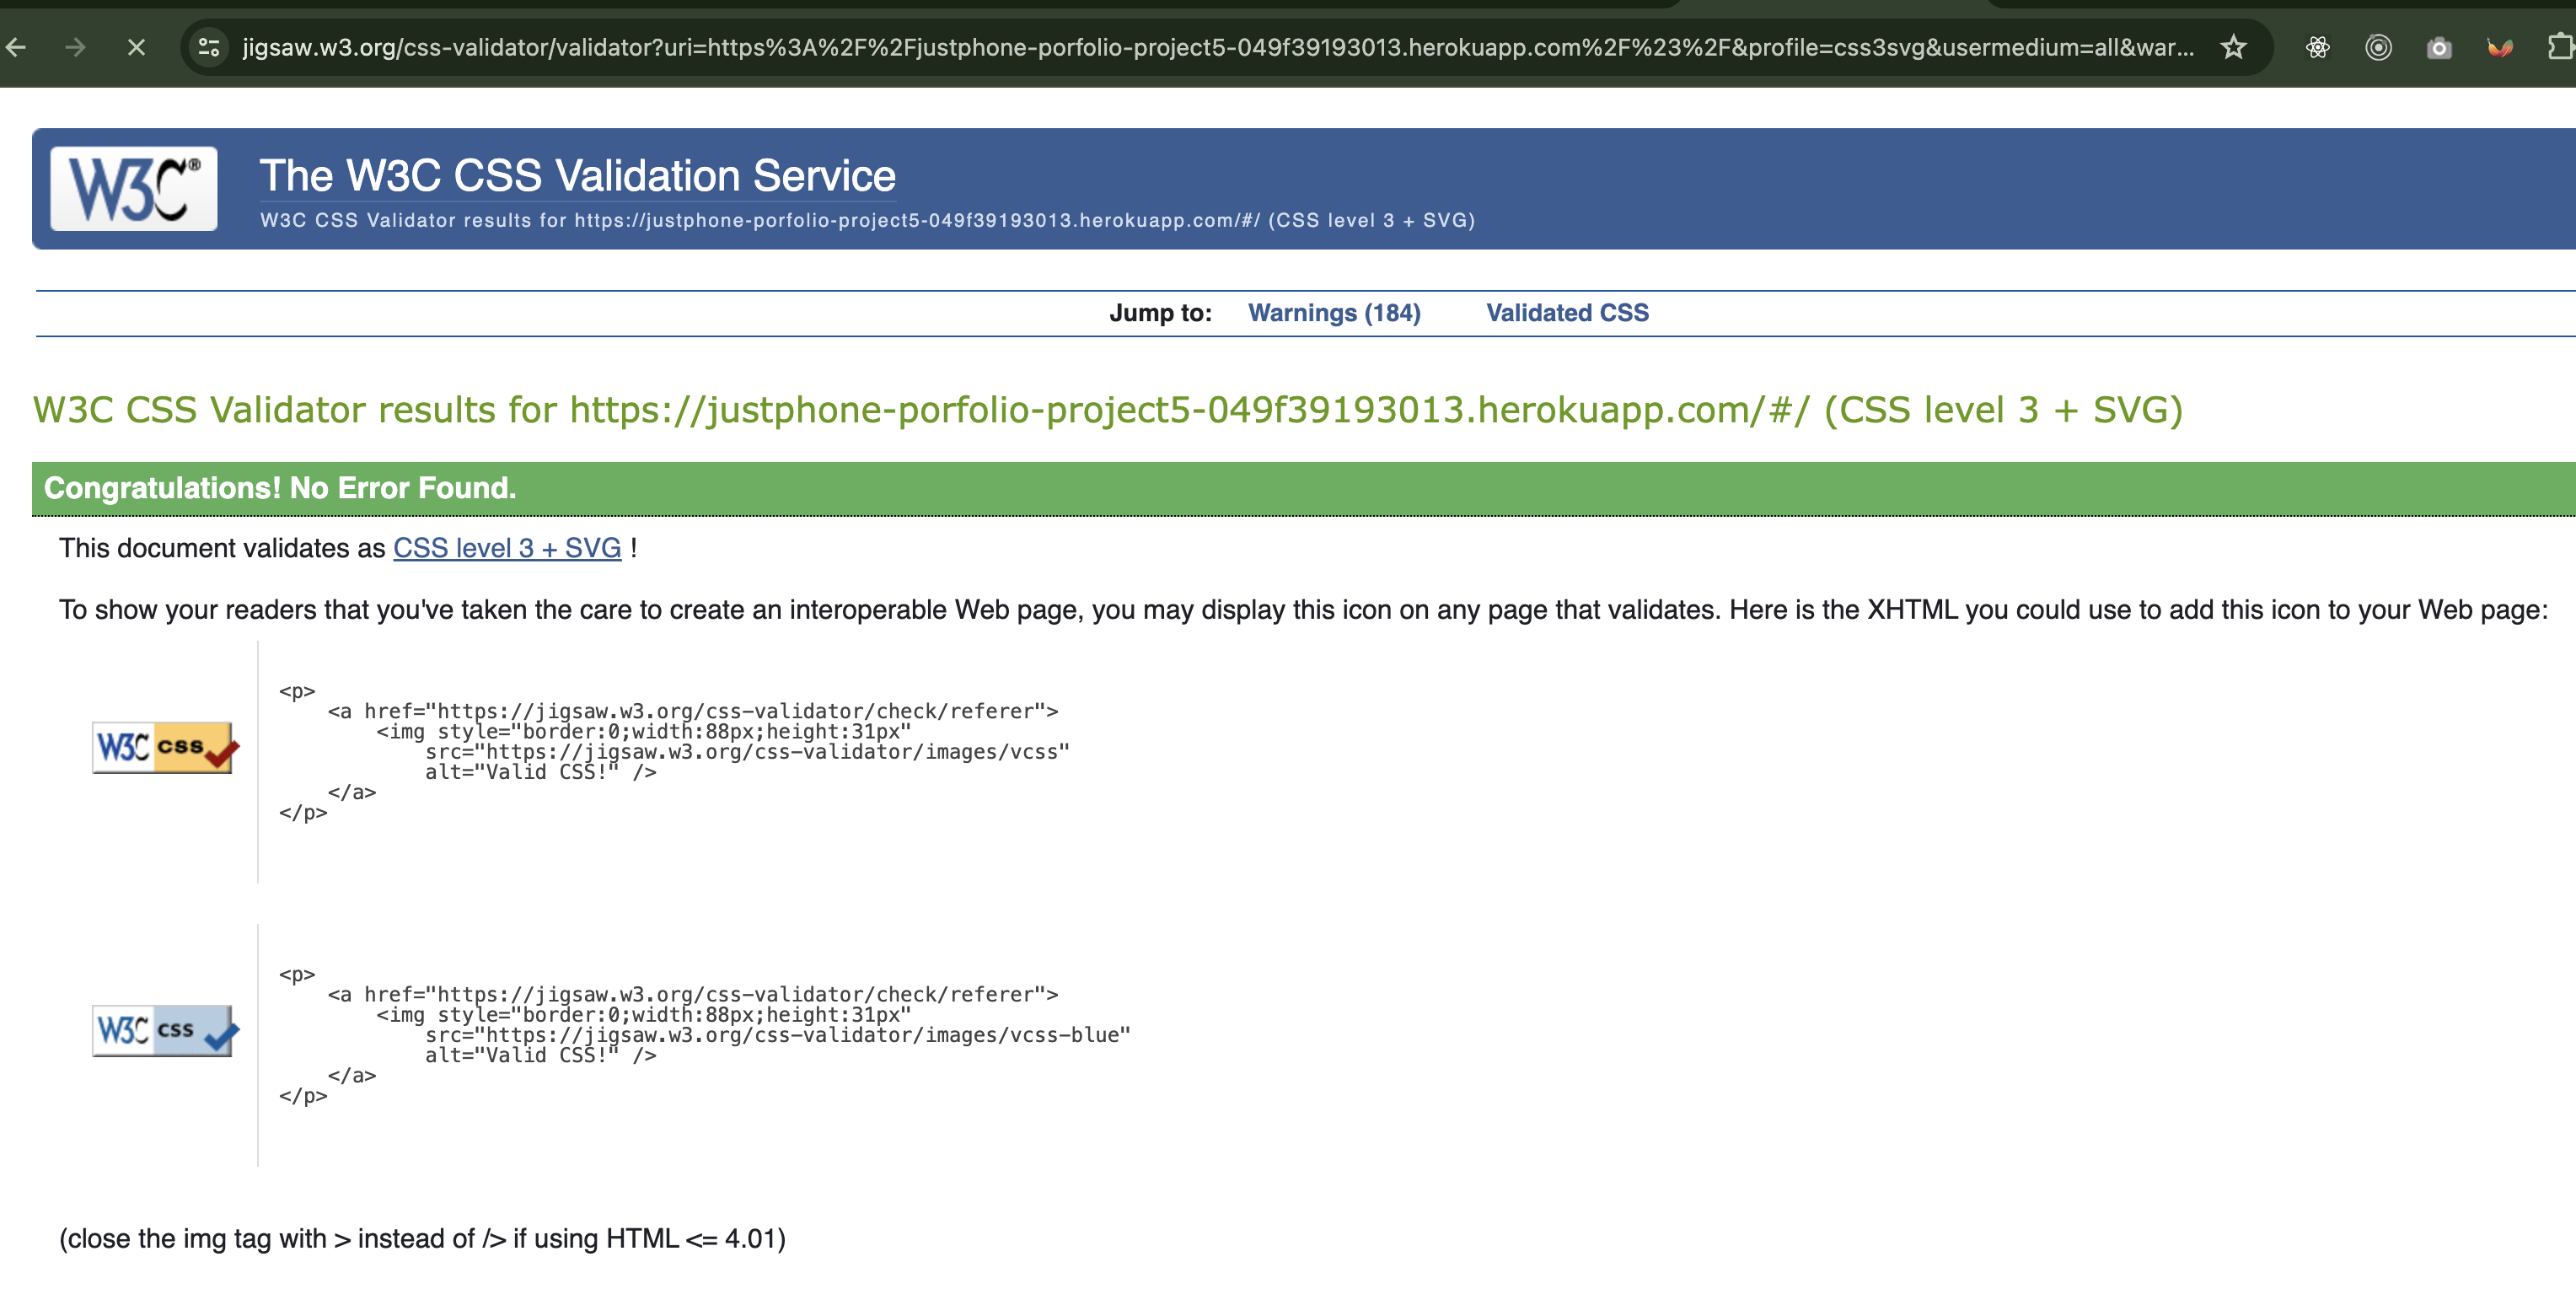 jigsaw.w3.org/css-validator/validator?uri=https%3A%2F%2Fjustphone-porfolio-project5-049f39193013.herokuapp.com%2F%23%2F&profile=css3svg&usermedium=all&war...
W3C®
The W3C CSS Validation Service
W3C CSS Validator results for https://justphone-porfolio-project5-049f39193013.herokuapp.com/#/ (CSS level 3 + SVG)
Jump to: Warnings (184) Validated CSS
W3C CSS Validator results for https://justphone-porfolio-project5-049f39193013.herokuapp.com/#/ (CSS level 3 + SVG)
Congratulations! No Error Found.
This document validates as CSS level 3 + SVG !
To show your readers that you've taken the care to create an interoperable Web page, you may display this icon on any page that validates. Here is the XHTML you could use to add this icon to your Web page:
W3C css
<p>
<a href="https://jigsaw.w3.org/css-validator/check/referer">
<img style="border:0;width:88px;height:31px"
src="https://jigsaw.w3.org/css-validator/images/vcss"
alt="Valid CSS!" />
</a>
</p>
W3C css
<p>
<a href="https://jigsaw.w3.org/css-validator/check/referer">
<img style="border:0;width:88px;height:31px"
src="https://jigsaw.w3.org/css-validator/images/vcss-blue"
alt="Valid CSS!" />
</a>
</p>
(close the img tag with > instead of /> if using HTML <= 4.01)